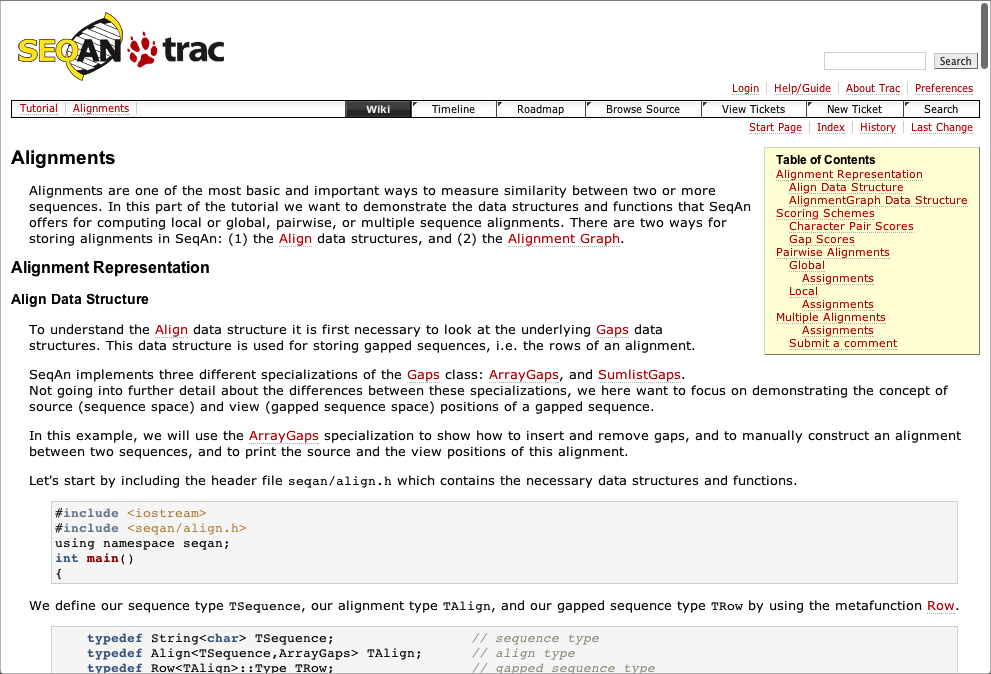 SEQAN trac
Search
Login Help/Guide About Trac Preferences
Tutorial Alignments Wiki Timeline Roadmap Browse Source View Tickets New Ticket Search
Start Page Index History Last Change
Alignments
Alignments are one of the most basic and important ways to measure similarity between two or more
sequences. In this part of the tutorial we want to demonstrate the data structures and functions that SeqAn
offers for computing local or global, pairwise, or multiple sequence alignments. There are two ways for
storing alignments in SeqAn: (1) the Align data structures, and (2) the Alignment Graph.
Table of Contents
Alignment Representation
Align Data Structure
AlignmentGraph Data Structure
Scoring Schemes
Character Pair Scores
Gap Scores
Pairwise Alignments
Global
Assignments
Local
Assignments
Multiple Alignments
Assignments
Submit a comment
Alignment Representation
Align Data Structure
To understand the Align data structure it is first necessary to look at the underlying Gaps data
structures. This data structure is used for storing gapped sequences, i.e. the rows of an alignment.
SeqAn implements three different specializations of the Gaps class: ArrayGaps, and SumlistGaps.
Not going into further detail about the differences between these specializations, we here want to focus on demonstrating the concept of
source (sequence space) and view (gapped sequence space) positions of a gapped sequence.
In this example, we will use the ArrayGaps specialization to show how to insert and remove gaps, and to manually construct an alignment
between two sequences, and to print the source and the view positions of this alignment.
Let's start by including the header file seqan/align.h which contains the necessary data structures and functions.
#include <iostream>
#include <seqan/align.h>
using namespace seqan;
int main()
{
We define our sequence type TSequence, our alignment type TAlign, and our gapped sequence type TRow by using the metafunction Row.
typedef String<char> TSequence; // sequence type
typedef Align<TSequence,ArrayGaps> TAlign; // align type
typedef Row<TAlign>::Type TRow; // gapped sequence type